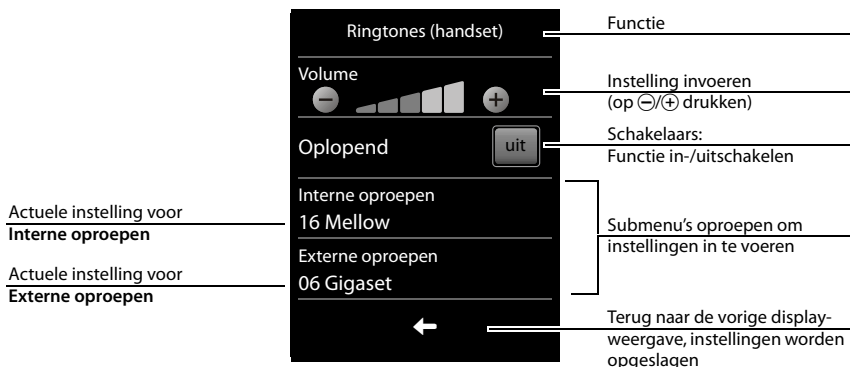 Ringtones (handset)
Volume
Oplopend
uit
Interne oproepen
16 Mellow
Externe oproepen
06 Gigaset
Actuele instelling voor
Interne oproepen
Actuele instelling voor
Externe oproepen
Functie
Instelling invoeren
(op ⊖/⊕ drukken)
Schakelaars:
Functie in-/uitschakelen
Submenu's oproepen om
instellingen in te voeren
Terug naar de vorige display-
weergave, instellingen worden
opgeslagen